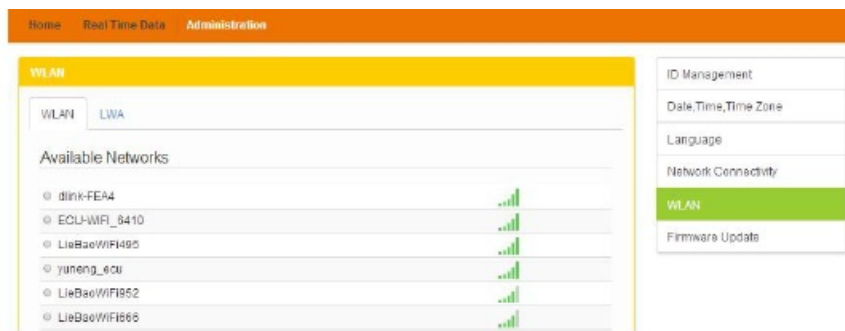 Home Real Time Data Administration
WLAN
WLAN LWA
Available Networks
dlink-FEA4
ECU-WIFI_6410
LieBaoWiFi495
yuneng_ecu
LieBaoWiFi952
LieBaoWiFi666
ID Management
Date,Time,Time Zone
Language
Network Connectivity
WLAN
Firmware Update